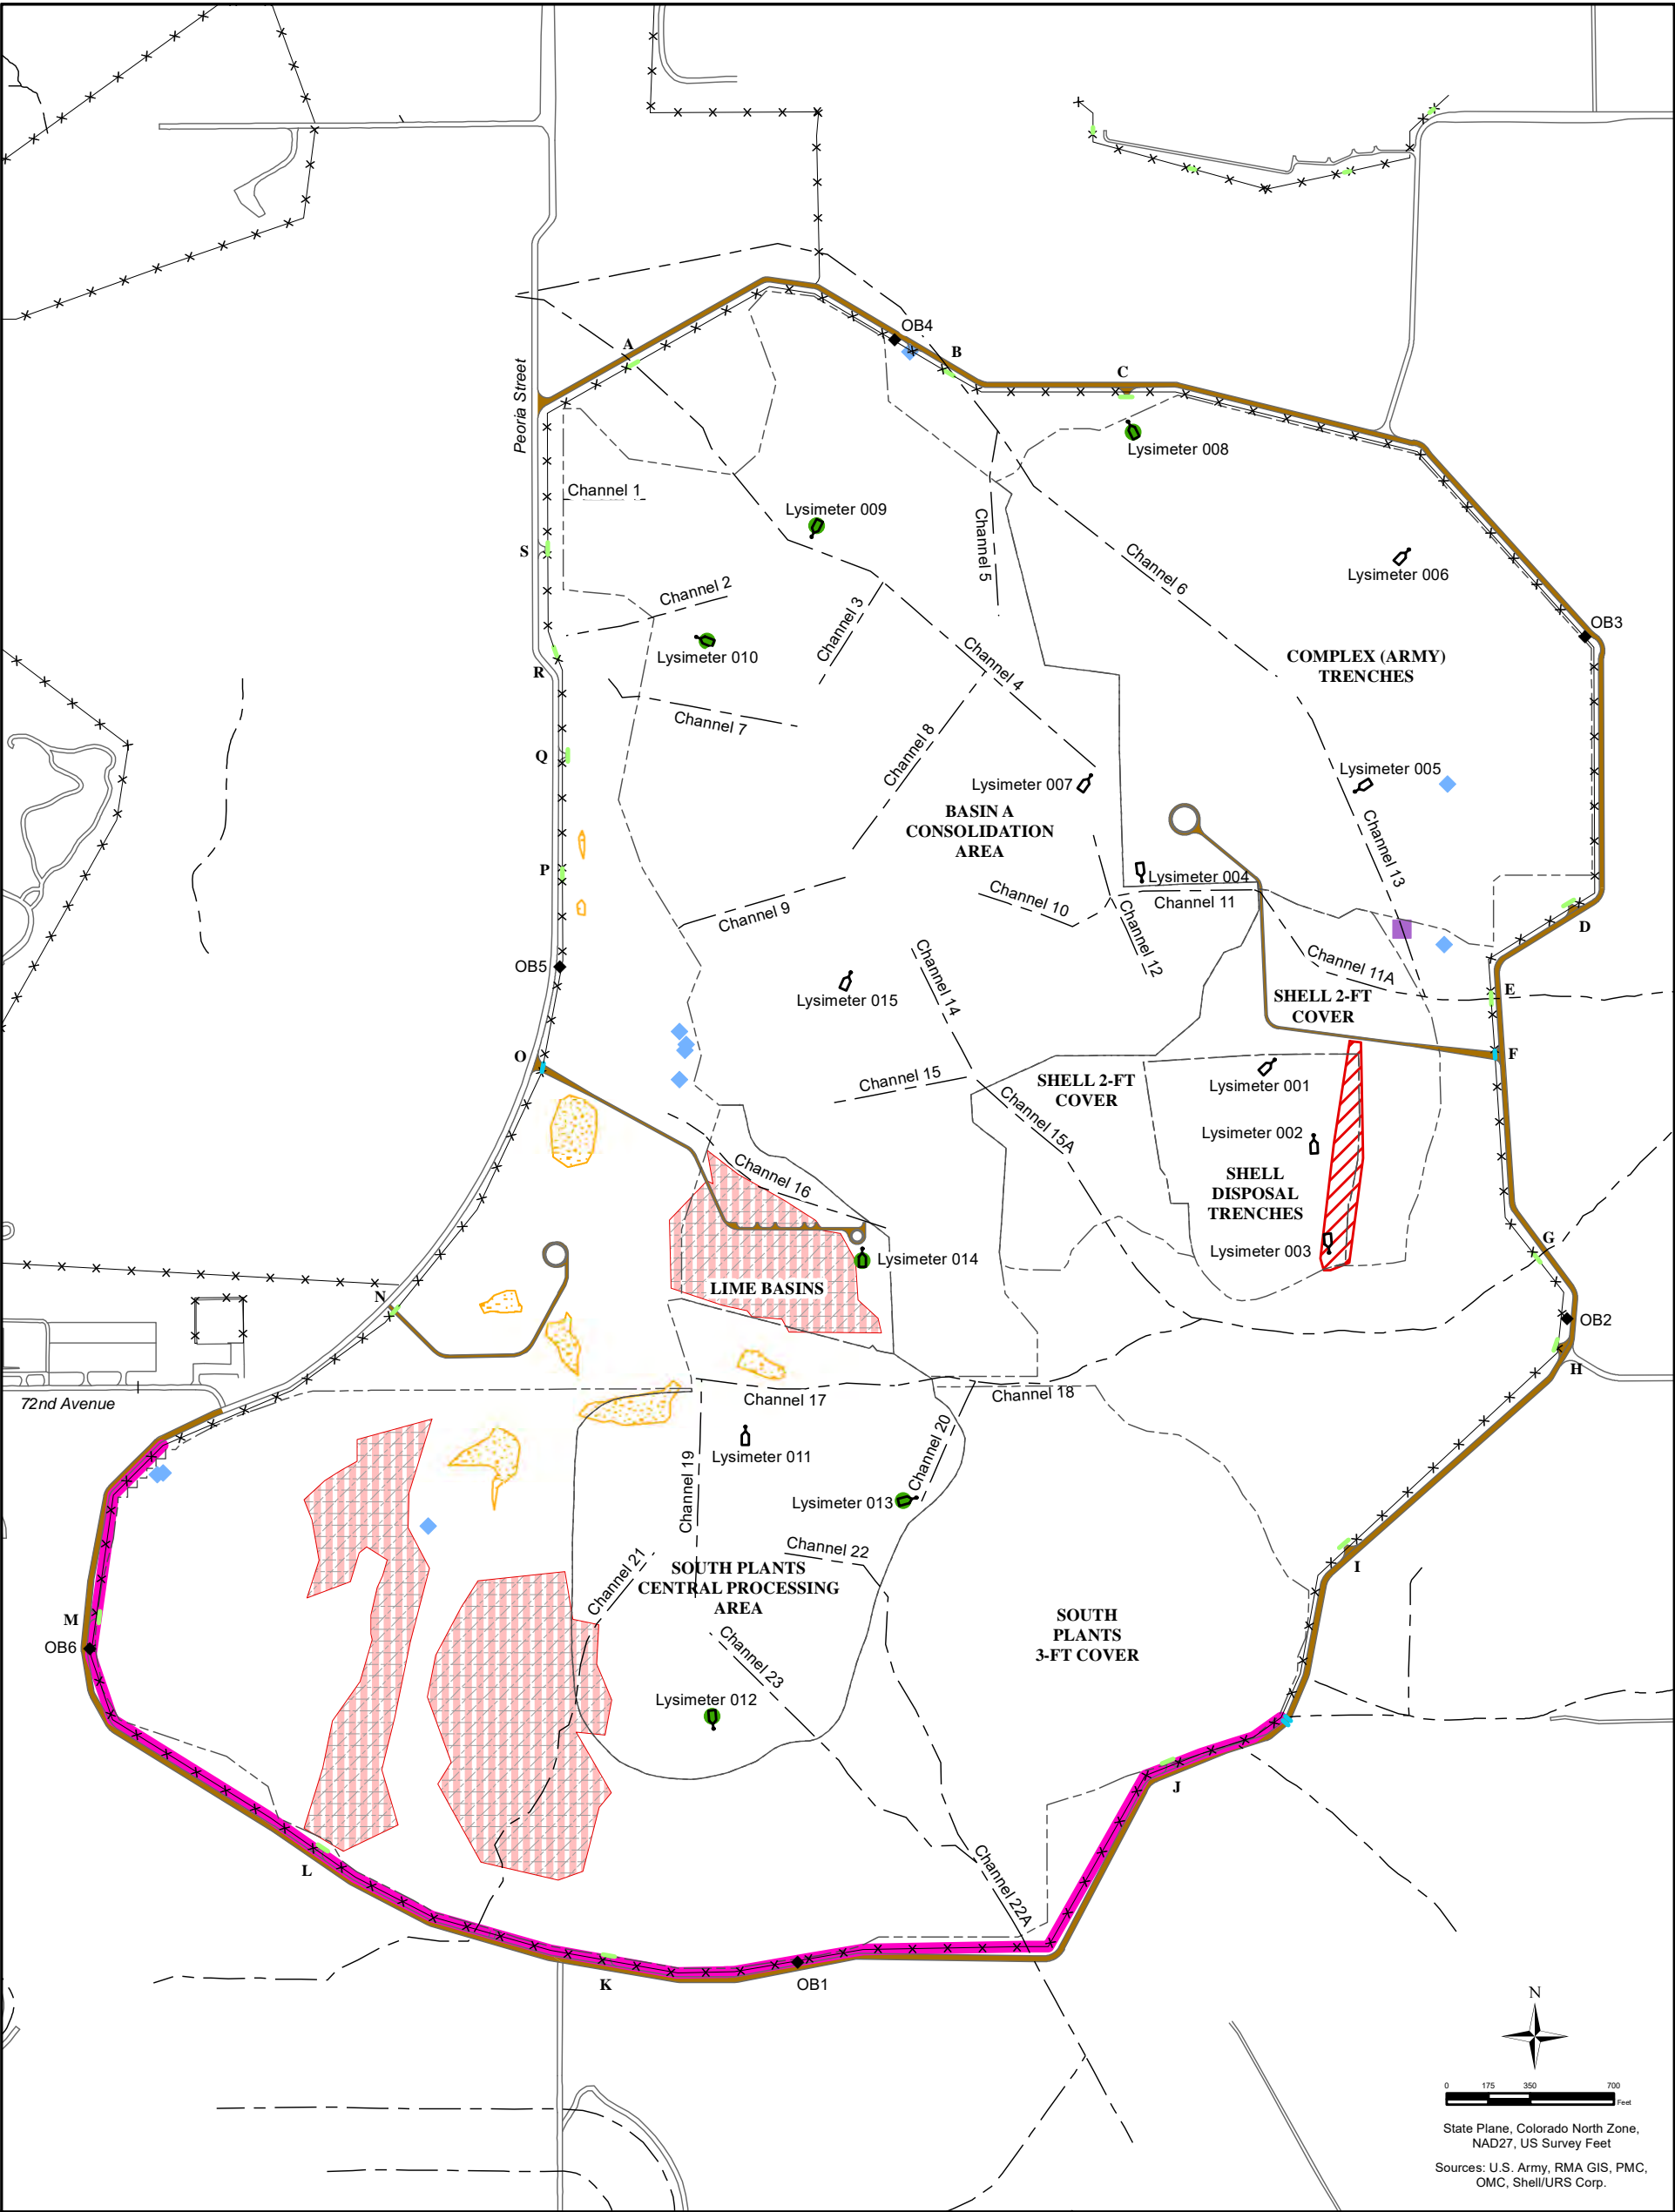 OB4
A
B
C
Peoria Street
Lysimeter 008
Channel 1
Lysimeter 009
Channel 5
S
Channel 6
Lysimeter 006
Channel 2
Channel 3
OB3
Lysimeter 010
R
Channel 4
COMPLEX (ARMY)
TRENCHES
Channel 7
Channel 8
Q
Lysimeter 007
Lysimeter 005
BASIN A
CONSOLIDATION
AREA
Channel 13
P
Lysimeter 004
Channel 9
Channel 10
Channel 11
Channel 12
D
OB5
Lysimeter 015
Channel 14
Channel 11A
E
SHELL 2-FT
COVER
O
F
Channel 15
SHELL 2-FT
COVER
Lysimeter 001
Channel 15A
Lysimeter 002
Channel 16
SHELL
DISPOSAL
TRENCHES
G
Lysimeter 003
Lysimeter 014
LIME BASINS
N
OB2
H
72nd Avenue
Channel 17
Channel 18
Lysimeter 011
Channel 19
Channel 20
Lysimeter 013
Channel 22
Channel 21
SOUTH PLANTS
CENTRAL PROCESSING
AREA
I
M
OB6
SOUTH
PLANTS
3-FT COVER
Channel 23
Lysimeter 012
J
L
Channel 22A
K
OB1
N
0 175 350 700
Feet
State Plane, Colorado North Zone,
NAD27, US Survey Feet
Sources: U.S. Army, RMA GIS, PMC,
OMC, Shell/URS Corp.